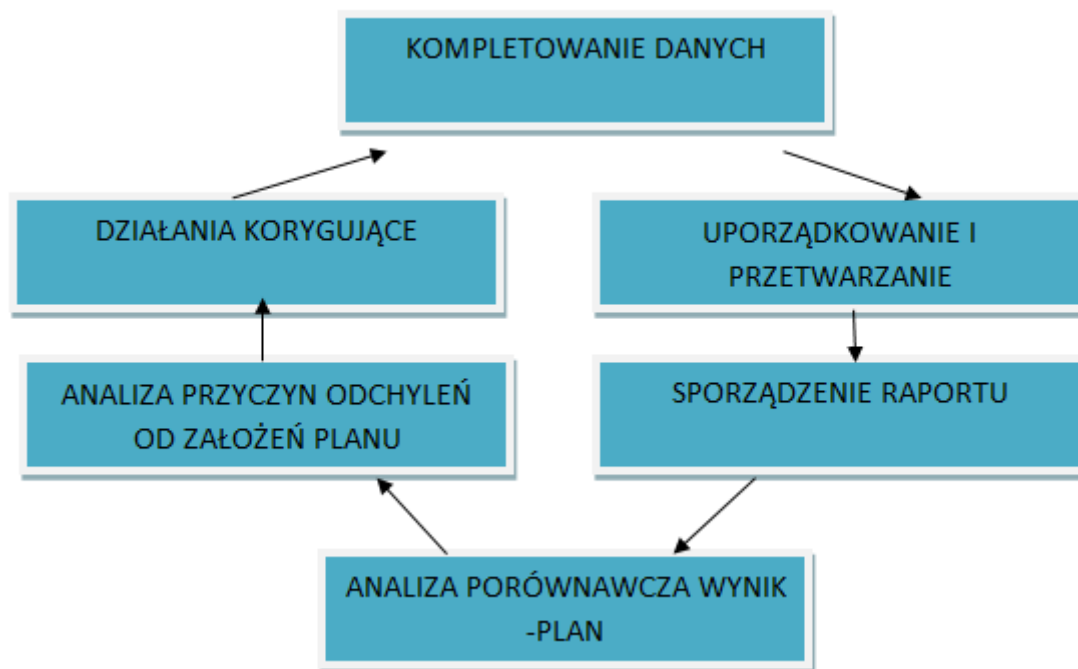 KOMPLETOWANIE DANYCH
DZIAŁANIA KORYGUJĄCE
UPORZĄDKOWANIE I
PRZETWARZANIE
ANALIZA PRZYCZYN ODCHYLEŃ
OD ZAŁOŻEŃ PLANU
SPORZĄDZENIE RAPORTU
ANALIZA PORÓWNAWCZA WYNIK
-PLAN